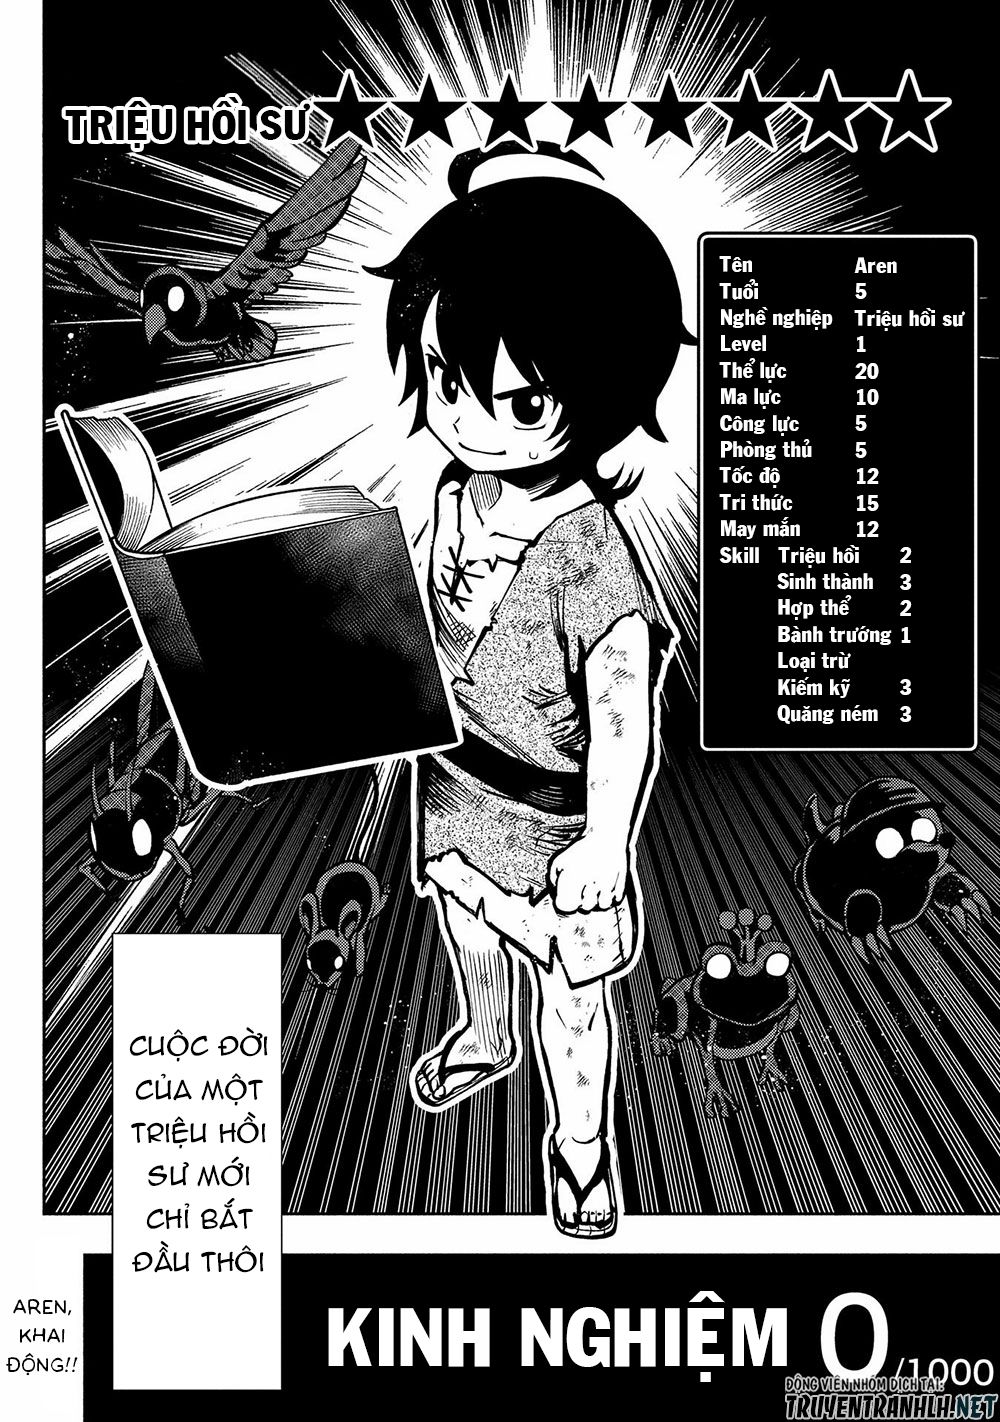 TRIỆU HỒI SƯ ★★★★★★★★
Tên Aren
Tuổi 5
Nghề nghiệp Triệu hồi sư
Level 1
Thể lực 20
Ma lực 10
Công lực 5
Phòng thủ 5
Tốc độ 12
Tri thức 15
May mắn 12
Skill Triệu hồi 2
Sinh thành 3
Hợp thể 2
Bành trướng 1
Loại trừ
Kiếm kỹ 3
Quăng ném 3
CUỘC ĐỜI
CỦA MỘT
TRIỆU HỒI
SƯ MỚI
CHỈ BẮT
ĐẦU THÔI
AREN,
KHAI
ĐỘNG!!
KINH NGHIỆM 0/1000
ĐỘNG VIÊN NHÓM DỊCH TẠI:
TRUYENTRANHLH.NET